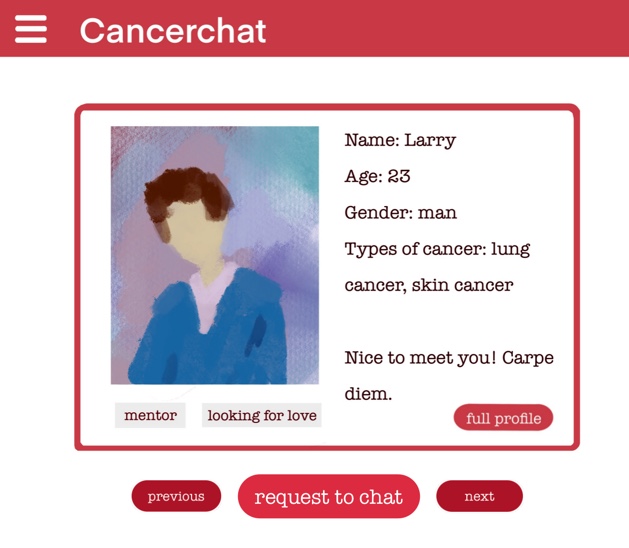 Cancerchat
Name: Larry
Age: 23
Gender: man
Types of cancer: lung
cancer, skin cancer
Nice to meet you! Carpe
diem.
mentor
looking for love
full profile
previous
request to chat
next